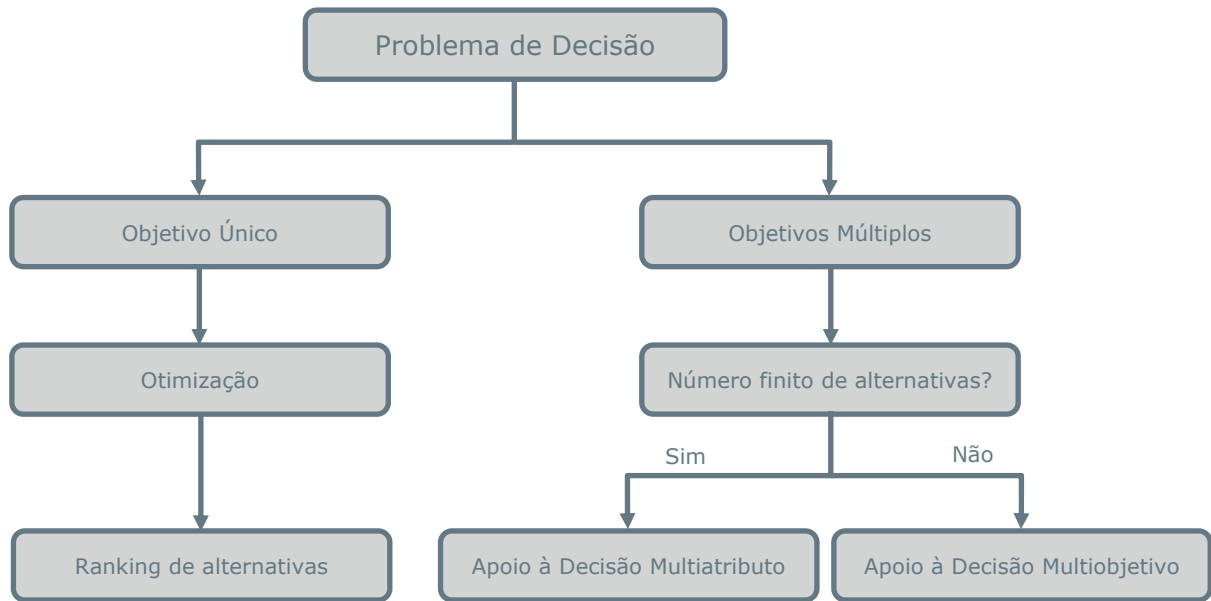 Problema de Decisão
Objetivo Único
Objetivos Múltiplos
Otimização
Número finito de alternativas?
Sim
Não
Ranking de alternativas
Apoio à Decisão Multiatributo
Apoio à Decisão Multiobjetivo